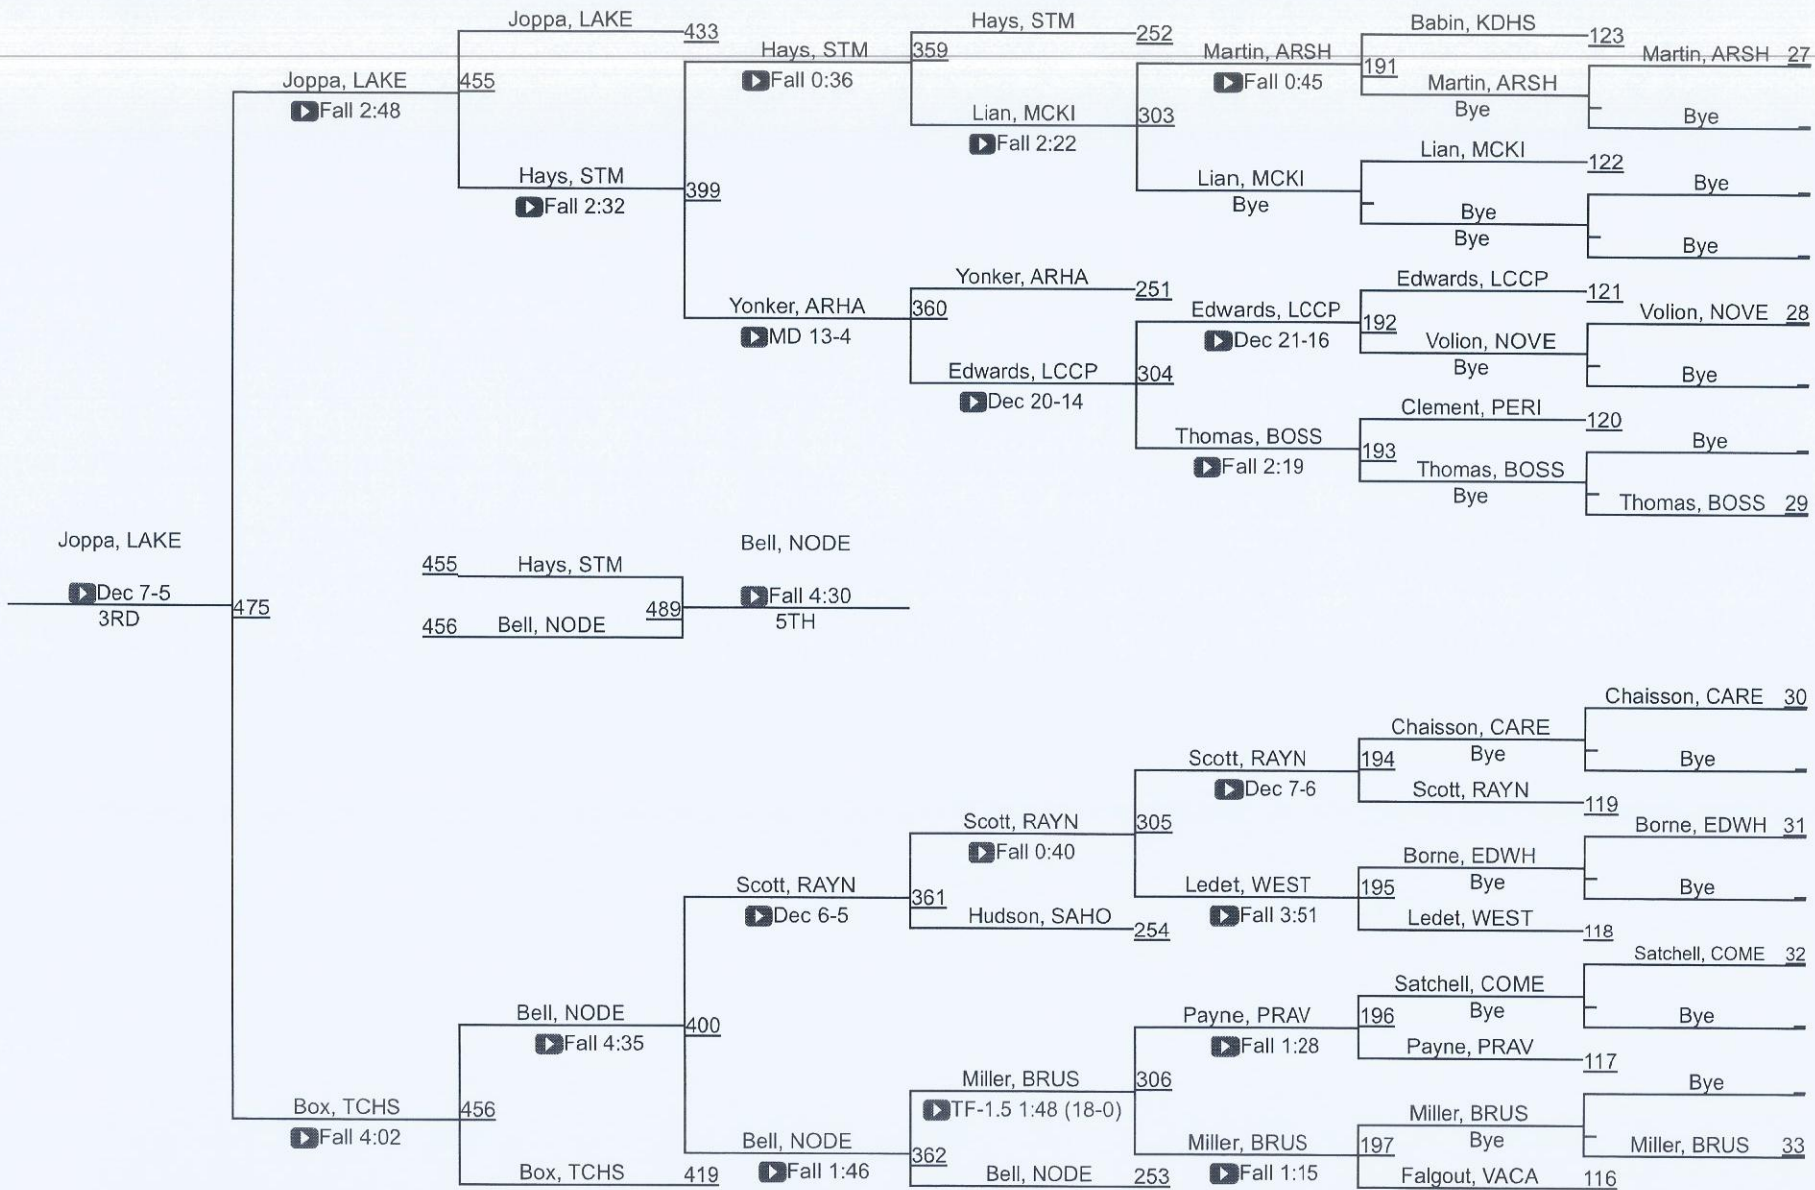 Joppa, LAKE 433
Hays, STM 252
Babin, KDHS 123
Hays, STM 359
Fall 0:36
Martin, ARSH 191
Fall 0:45
Martin, ARSH 27
Joppa, LAKE 455
Fall 2:48
Martin, ARSH
Bye
Bye
Lian, MCKI 303
Fall 2:22
Lian, MCKI 122
Hays, STM 399
Fall 2:32
Lian, MCKI
Bye
Bye
Bye
Bye
Bye
Yonker, ARHA 251
Edwards, LCCP 121
Yonker, ARHA 360
MD 13-4
Edwards, LCCP 192
Dec 21-16
Volion, NOVE 28
Volion, NOVE
Bye
Bye
Edwards, LCCP 304
Dec 20-14
Clement, PERI 120
Thomas, BOSS 193
Fall 2:19
Bye
Thomas, BOSS
Bye
Thomas, BOSS 29
Joppa, LAKE
Dec 7-5
3RD
475
455 Hays, STM
456 Bell, NODE
489
Bell, NODE
Fall 4:30
5TH
Chaisson, CARE 30
Chaisson, CARE
Bye
Bye
Scott, RAYN 194
Dec 7-6
Scott, RAYN 119
Scott, RAYN 305
Fall 0:40
Borne, EDWH 31
Borne, EDWH
Bye
Bye
Scott, RAYN 361
Dec 6-5
Ledet, WEST 195
Fall 3:51
Hudson, SAHO 254
Ledet, WEST 118
Satchell, COME 32
Satchell, COME
Bye
Bye
Bell, NODE 400
Fall 4:35
Payne, PRAV 196
Fall 1:28
Payne, PRAV 117
Miller, BRUS 306
TF-1.5 1:48 (18-0)
Bye
Box, TCHS 456
Fall 4:02
Miller, BRUS
Bye
Miller, BRUS 33
Bell, NODE 362
Fall 1:46
Miller, BRUS 197
Fall 1:15
Box, TCHS 419
Bell, NODE 253
Falgout, VACA 116